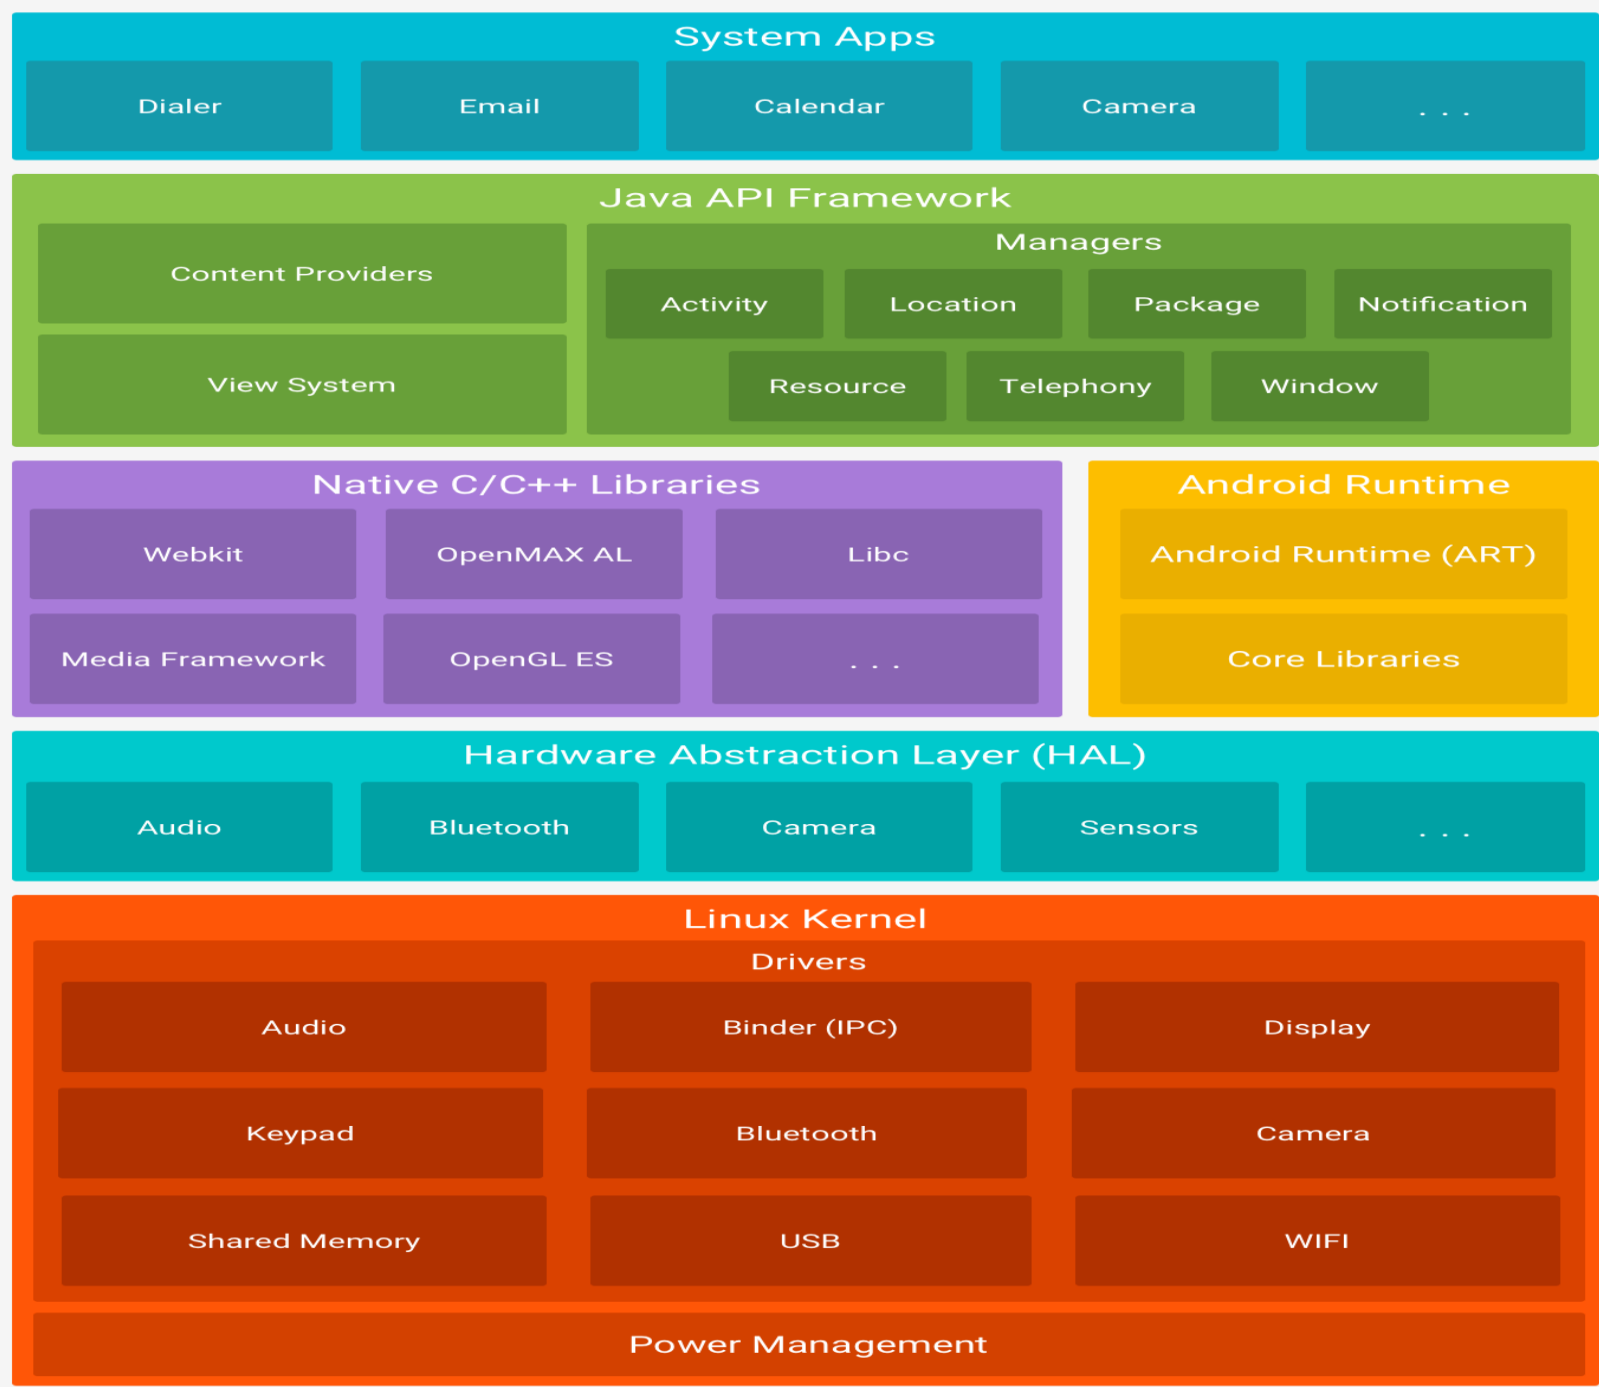 System Apps
Dialer Email Calendar Camera . . .
Java API Framework
Content Providers
View System
Managers
Activity Location Package Notification
Resource Telephony Window
Native C/C++ Libraries
Webkit OpenMAX AL Libc
Media Framework OpenGL ES . . .
Android Runtime
Android Runtime (ART)
Core Libraries
Hardware Abstraction Layer (HAL)
Audio Bluetooth Camera Sensors . . .
Linux Kernel
Drivers
Audio Binder (IPC) Display
Keypad Bluetooth Camera
Shared Memory USB WIFI
Power Management